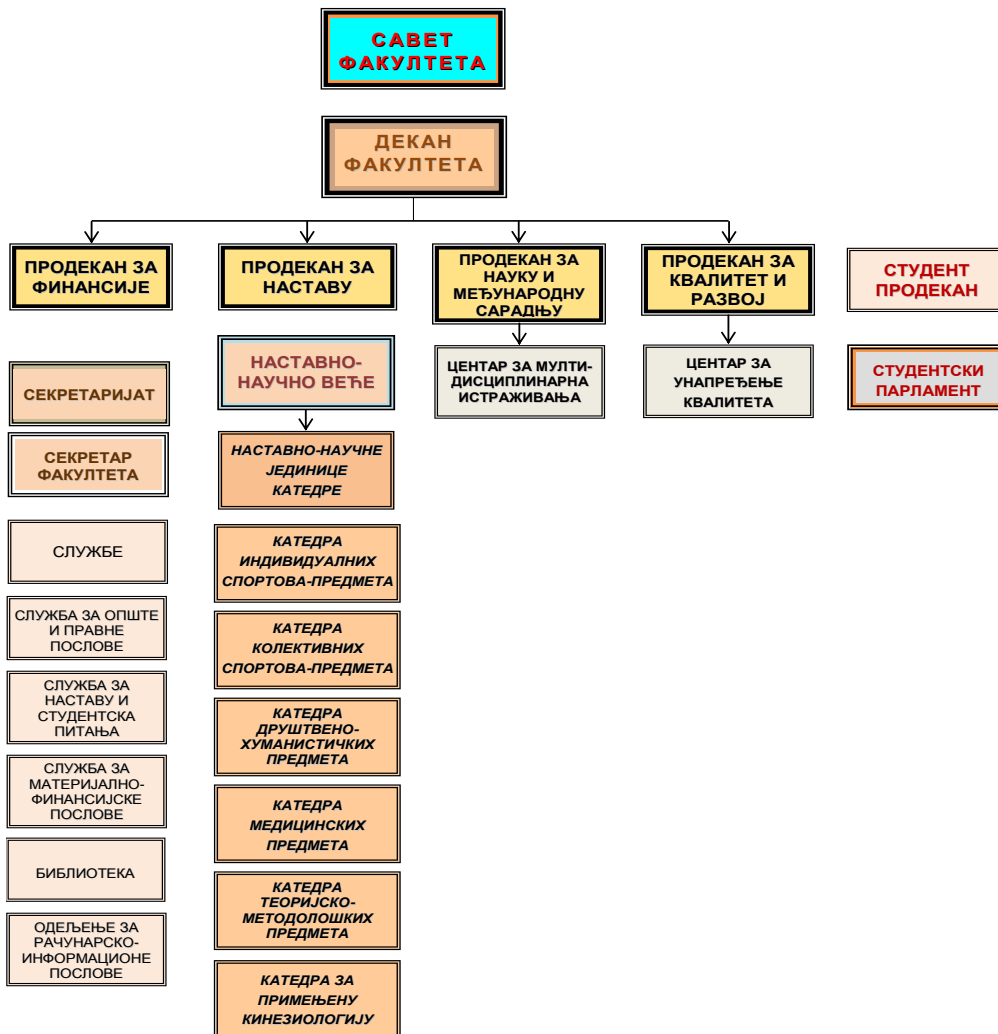 САВЕТ
ФАКУЛТЕТА
ДЕКАН
ФАКУЛТЕТА
ПРОДЕКАН ЗА
ФИНАНСИЈЕ
ПРОДЕКАН ЗА
НАСТАВУ
ПРОДЕКАН ЗА
НАУКУ И
МЕЂУНАРОДНУ
САРАДЊУ
ПРОДЕКАН ЗА
КВАЛИТЕТ И
РАЗВОЈ
СТУДЕНТ
ПРОДЕКАН
СЕКРЕТАРИЈАТ
НАСТАВНО-
НАУЧНО ВЕЋЕ
ЦЕНТАР ЗА МУЛТИ-
ДИСЦИПЛИНАРНА
ИСТРАЖИВАЊА
ЦЕНТАР ЗА
УНАПРЕЂЕЊЕ
КВАЛИТЕТА
СТУДЕНТСКИ
ПАРЛАМЕНТ
СЕКРЕТАР
ФАКУЛТЕТА
НАСТАВНО-НАУЧНЕ
ЈЕДИНИЦЕ
КАТЕДРЕ
СЛУЖБЕ
КАТЕДРА
ИНДИВИДУАЛНИХ
СПОРТОВА-ПРЕДМЕТА
СЛУЖБА ЗА ОПШТЕ
И ПРАВНЕ
ПОСЛОВЕ
КАТЕДРА
КОЛЕКТИВНИХ
СПОРТОВА-ПРЕДМЕТА
СЛУЖБА ЗА
НАСТАВУ И
СТУДЕНТСКА
ПИТАЊА
КАТЕДРА
ДРУШТВЕНО-
ХУМАНИСТИЧКИХ
ПРЕДМЕТА
СЛУЖБА ЗА
МАТЕРИЈАЛНО-
ФИНАНСИЈСКЕ
ПОСЛОВЕ
КАТЕДРА
МЕДИЦИНСКИХ
ПРЕДМЕТА
БИБЛИОТЕКА
КАТЕДРА
ТЕОРИЈСКО-
МЕТОДОЛОШКИХ
ПРЕДМЕТА
ОДЕЉЕЊЕ ЗА
РАЧУНАРСКО-
ИНФОРМАЦИОНЕ
ПОСЛОВЕ
КАТЕДРА ЗА
ПРИМЕЊЕНУ
КИНЕЗИОЛОГИЈУ